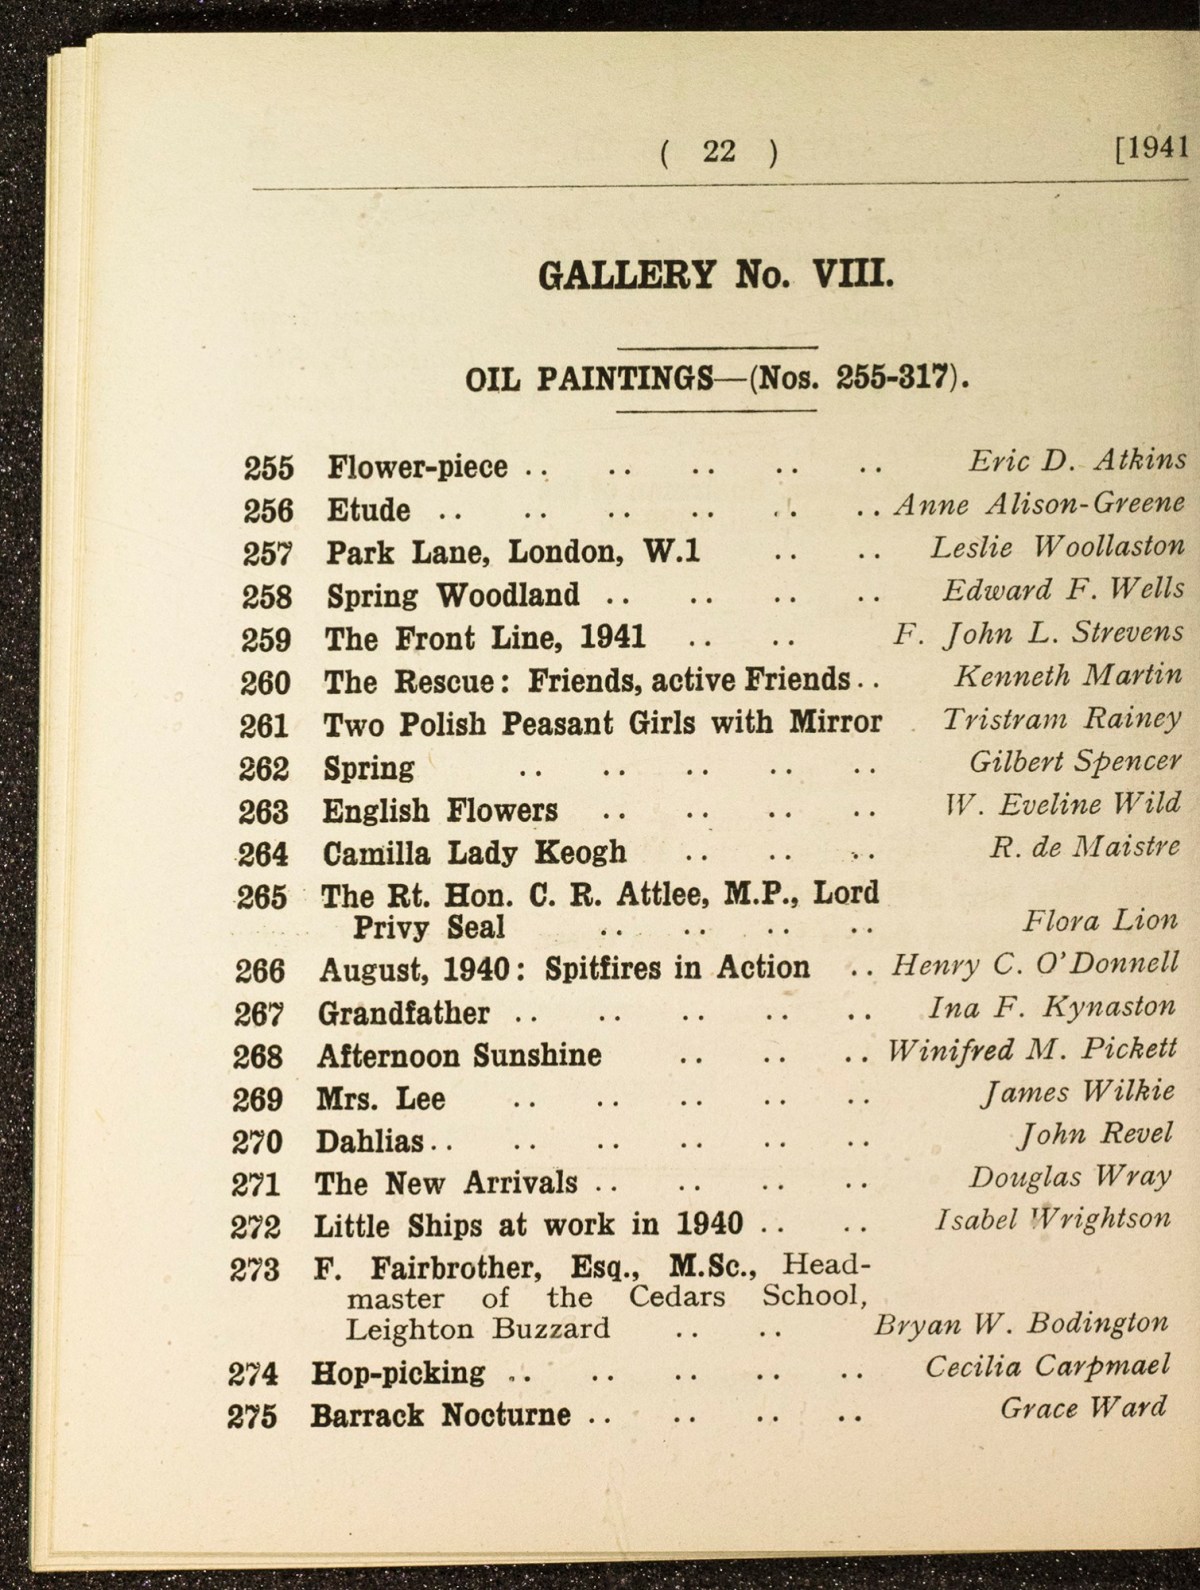 ( 22 ) [1941
GALLERY No. VIII.
OIL PAINTINGS—(Nos. 255-317).
255 Flower-piece .. .. .. .. .. Eric D. Atkins
256 Etude .. .. .. .. .. .. Anne Alison-Greene
257 Park Lane, London, W.1 .. .. Leslie Woollaston
258 Spring Woodland .. .. .. .. Edward F. Wells
259 The Front Line, 1941 .. .. F. John L. Strevens
260 The Rescue: Friends, active Friends .. Kenneth Martin
261 Two Polish Peasant Girls with Mirror Tristram Rainey
262 Spring .. .. .. .. .. Gilbert Spencer
263 English Flowers .. .. .. .. W. Eveline Wild
264 Camilla Lady Keogh .. .. .. R. de Maistre
265 The Rt. Hon. C. R. Attlee, M.P., Lord
Privy Seal .. .. .. .. Flora Lion
266 August, 1940: Spitfires in Action .. Henry C. O'Donnell
267 Grandfather .. .. .. .. .. Ina F. Kynaston
268 Afternoon Sunshine .. .. .. Winifred M. Pickett
269 Mrs. Lee .. .. .. .. .. James Wilkie
270 Dahlias .. .. .. .. .. .. John Revel
271 The New Arrivals .. .. .. .. Douglas Wray
272 Little Ships at work in 1940 .. .. Isabel Wrightson
273 F. Fairbrother, Esq., M.Sc., Head-
master of the Cedars School,
Leighton Buzzard .. .. Bryan W. Bodington
274 Hop-picking .. .. .. .. .. Cecilia Carpmael
275 Barrack Nocturne .. .. .. .. Grace Ward